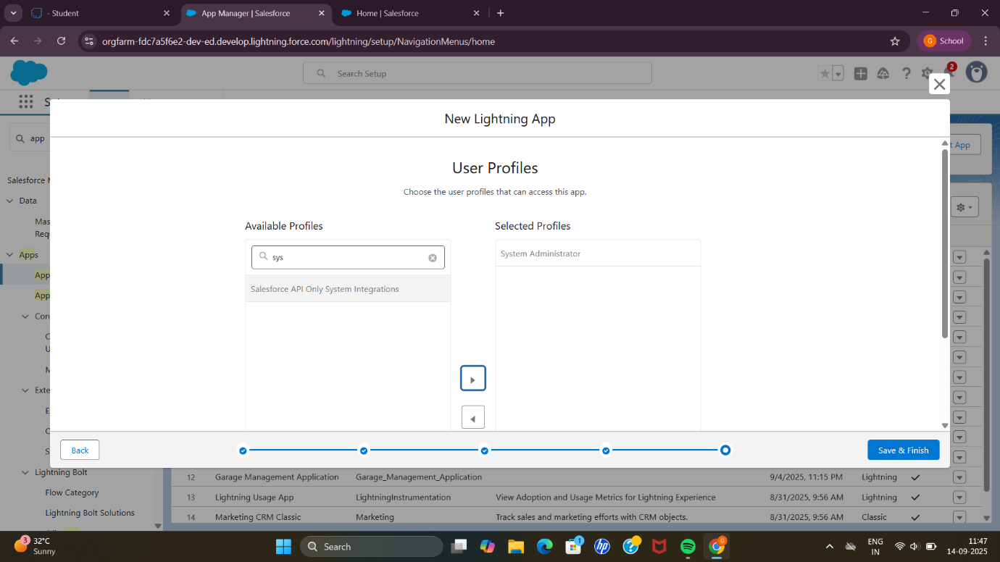 - Student
App Manager | Salesforce
Home | Salesforce
orgfarm-fdc7a5f6e2-dev-ed.develop.lightning.force.com/lightning/setup/NavigationMenus/home
G School
Search Setup
2
S
New Lightning App
app
t App
User Profiles
Choose the user profiles that can access this app.
Salesforce M
Data
Mas
Req
Available Profiles
Selected Profiles
sys
System Administrator
Apps
App
App
Salesforce API Only System Integrations
Con
C
U
M
Exte
E
C
S
Back
Save & Finish
Lightning Bolt
Flow Category
Lightning Bolt Solutions
12 Garage Management Application Garage_Management_Application 9/4/2025, 11:15 PM Lightning
13 Lightning Usage App LightningInstrumentation View Adoption and Usage Metrics for Lightning Experience 8/31/2025, 9:56 AM Lightning
14 Marketing CRM Classic Marketing Track sales and marketing efforts with CRM objects. 8/31/2025, 9:56 AM Classic
3
32°C
Sunny
Search
1
hp
?
G
ENG
IN
11:47
14-09-2025